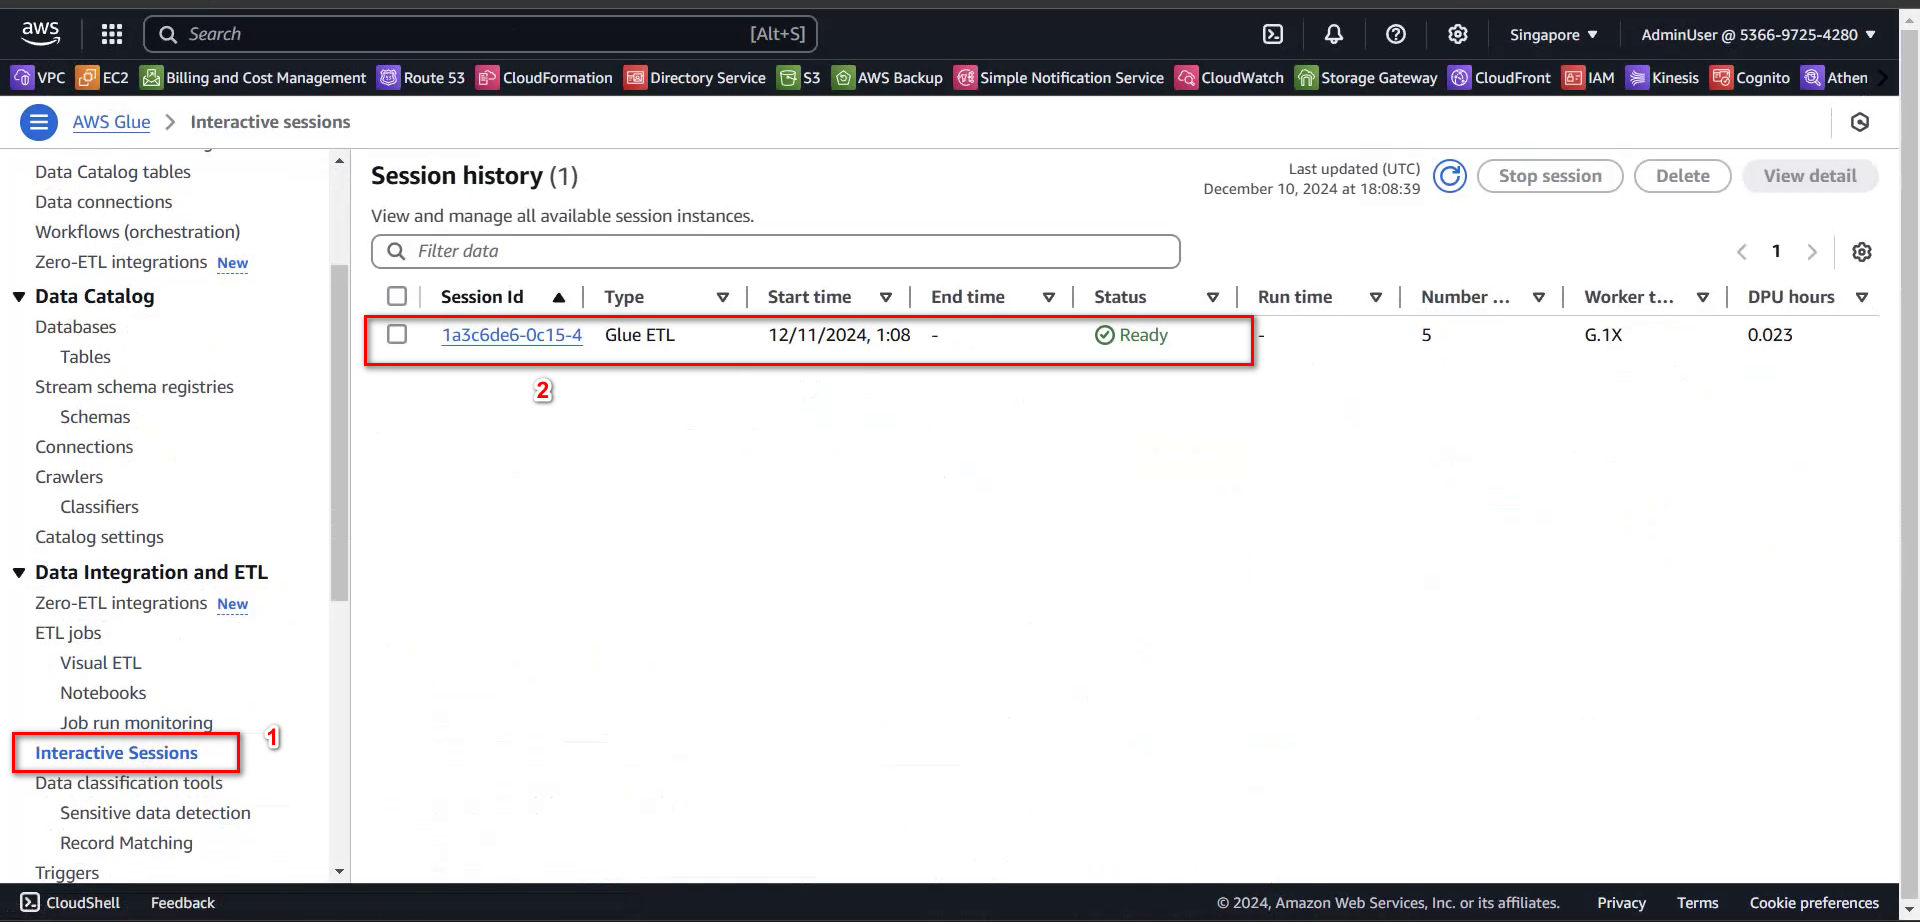 aws
Search [Alt+S] Singapore ▼ AdminUser @ 5366-9725-4280 ▼
VPC EC2 Billing and Cost Management Route 53 CloudFormation Directory Service S3 AWS Backup Simple Notification Service CloudWatch Storage Gateway CloudFront IAM Kinesis Cognito Athen
AWS Glue > Interactive sessions
Data Catalog tables
Data connections
Workflows (orchestration)
Zero-ETL integrations New
Data Catalog
Databases
Tables
Stream schema registries
Schemas
Connections
Crawlers
Classifiers
Catalog settings
Data Integration and ETL
Zero-ETL integrations New
ETL jobs
Visual ETL
Notebooks
Job run monitoring
Interactive Sessions
1
Data classification tools
Sensitive data detection
Record Matching
Triggers
Session history (1)
Last updated (UTC)
December 10, 2024 at 18:08:39
Stop session Delete View detail
View and manage all available session instances.
Filter data
1
Session Id Type Start time End time Status Run time Number ... Worker t... DPU hours
1a3c6de6-0c15-4 Glue ETL 12/11/2024, 1:08 - Ready - 5 G.1X 0.023
2
CloudShell Feedback © 2024, Amazon Web Services, Inc. or its affiliates. Privacy Terms Cookie preferences